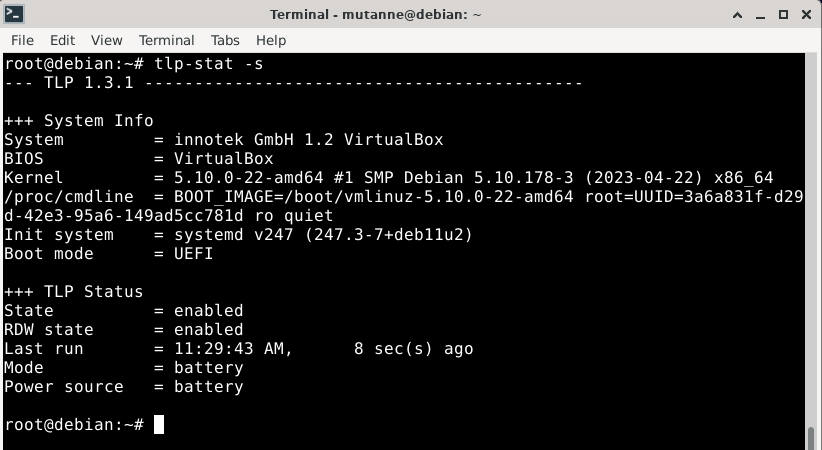 Terminal - mutanne@debian: ~
File Edit View Terminal Tabs Help
root@debian:~# tlp-stat -s
--- TLP 1.3.1 --------------------------------------------
+++ System Info
System         = innotek GmbH 1.2 VirtualBox
BIOS           = VirtualBox
Kernel         = 5.10.0-22-amd64 #1 SMP Debian 5.10.178-3 (2023-04-22) x86_64
/proc/cmdline  = BOOT_IMAGE=/boot/vmlinuz-5.10.0-22-amd64 root=UUID=3a6a831f-d29
d-42e3-95a6-149ad5cc781d ro quiet
Init system    = systemd v247 (247.3-7+deb11u2)
Boot mode      = UEFI
+++ TLP Status
State          = enabled
RDW state      = enabled
Last run       = 11:29:43 AM,      8 sec(s) ago
Mode           = battery
Power source   = battery
root@debian:~#